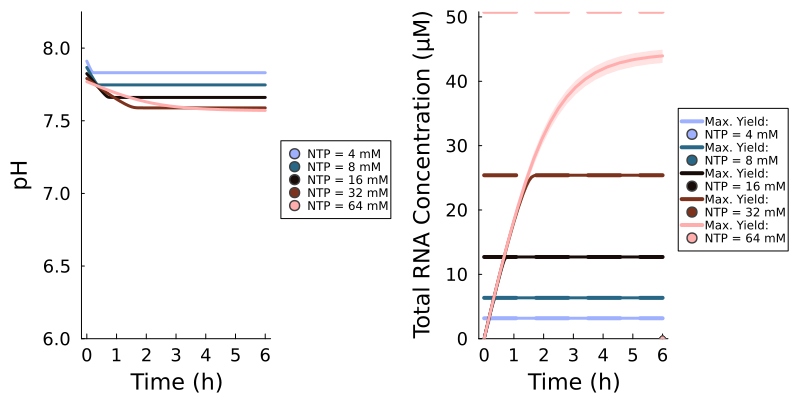 pH
8.0
7.5
7.0
6.5
6.0
0 1 2 3 4 5 6
Time (h)
NTP = 4 mM
NTP = 8 mM
NTP = 16 mM
NTP = 32 mM
NTP = 64 mM
Total RNA Concentration (μM)
50
40
30
20
10
0
0 1 2 3 4 5 6
Time (h)
Max. Yield:
NTP = 4 mM
Max. Yield:
NTP = 8 mM
Max. Yield:
NTP = 16 mM
Max. Yield:
NTP = 32 mM
Max. Yield:
NTP = 64 mM